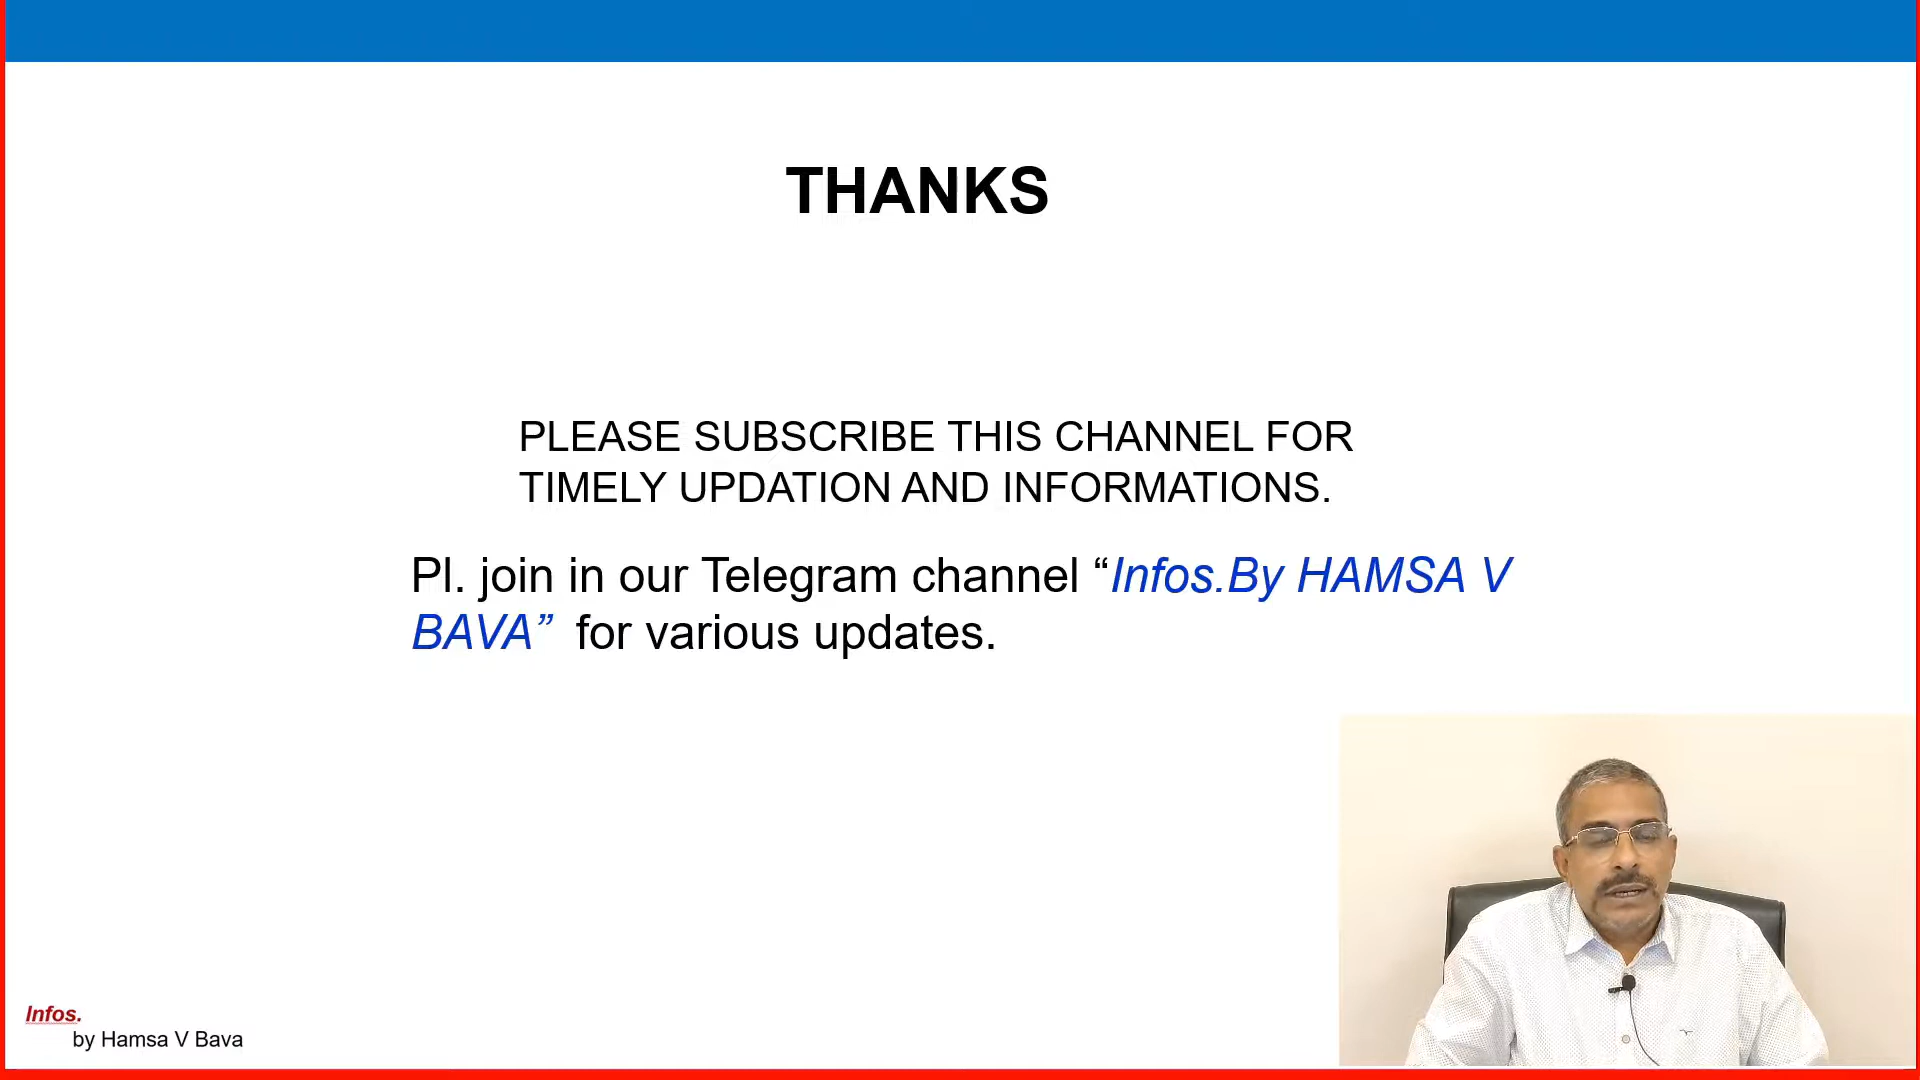 THANKS
PLEASE SUBSCRIBE THIS CHANNEL FOR
TIMELY UPDATION AND INFORMATIONS.
Pl. join in our Telegram channel “Infos.By HAMSA V
BAVA” for various updates.
Infos.
by Hamsa V Bava